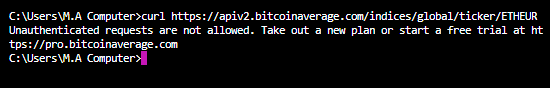 C:\Users\M.A Computer>curl https://apiv2.bitcoinaverage.com/indices/global/ticker/ETHEUR
Unauthenticated requests are not allowed. Take out a new plan or start a free trial at ht
tps://pro.bitcoinaverage.com
C:\Users\M.A Computer>